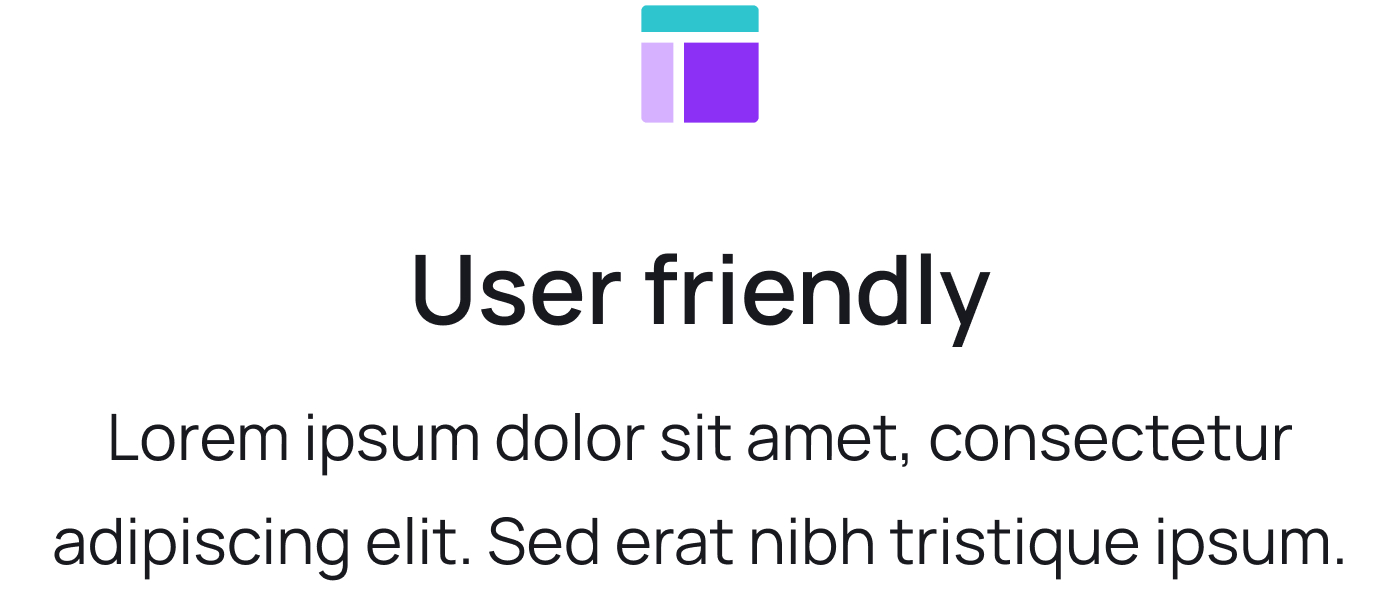 User friendly
Lorem ipsum dolor sit amet, consectetur
adipiscing elit. Sed erat nibh tristique ipsum.